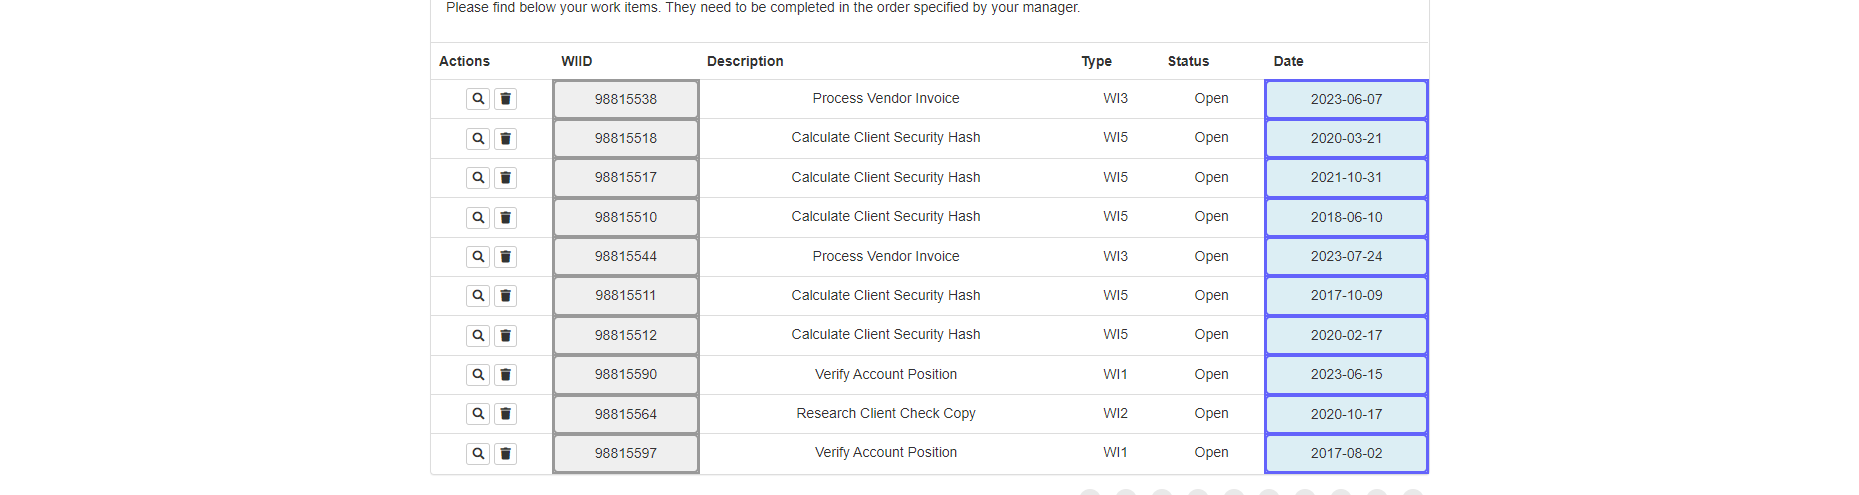 Please find below your work items. They need to be completed in the order specified by your manager.
Actions WIID Description Type Status Date
98815538 Process Vendor Invoice WI3 Open 2023-06-07
98815518 Calculate Client Security Hash WI5 Open 2020-03-21
98815517 Calculate Client Security Hash WI5 Open 2021-10-31
98815510 Calculate Client Security Hash WI5 Open 2018-06-10
98815544 Process Vendor Invoice WI3 Open 2023-07-24
98815511 Calculate Client Security Hash WI5 Open 2017-10-09
98815512 Calculate Client Security Hash WI5 Open 2020-02-17
98815590 Verify Account Position WI1 Open 2023-06-15
98815564 Research Client Check Copy WI2 Open 2020-10-17
98815597 Verify Account Position WI1 Open 2017-08-02